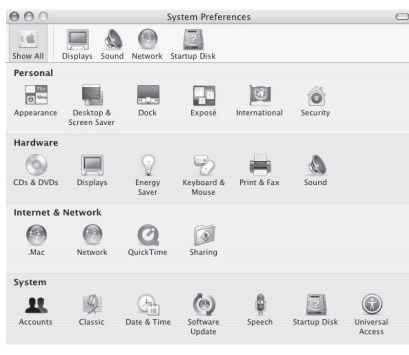 System Preferences
Show All Displays Sound Network Startup Disk
Personal
Appearance Desktop & Screen Saver Dock Exposé International Security
Hardware
CDs & DVDs Displays Energy Saver Keyboard & Mouse Print & Fax Sound
Internet & Network
.Mac Network QuickTime Sharing
System
Accounts Classic Date & Time Software Update Speech Startup Disk Universal Access